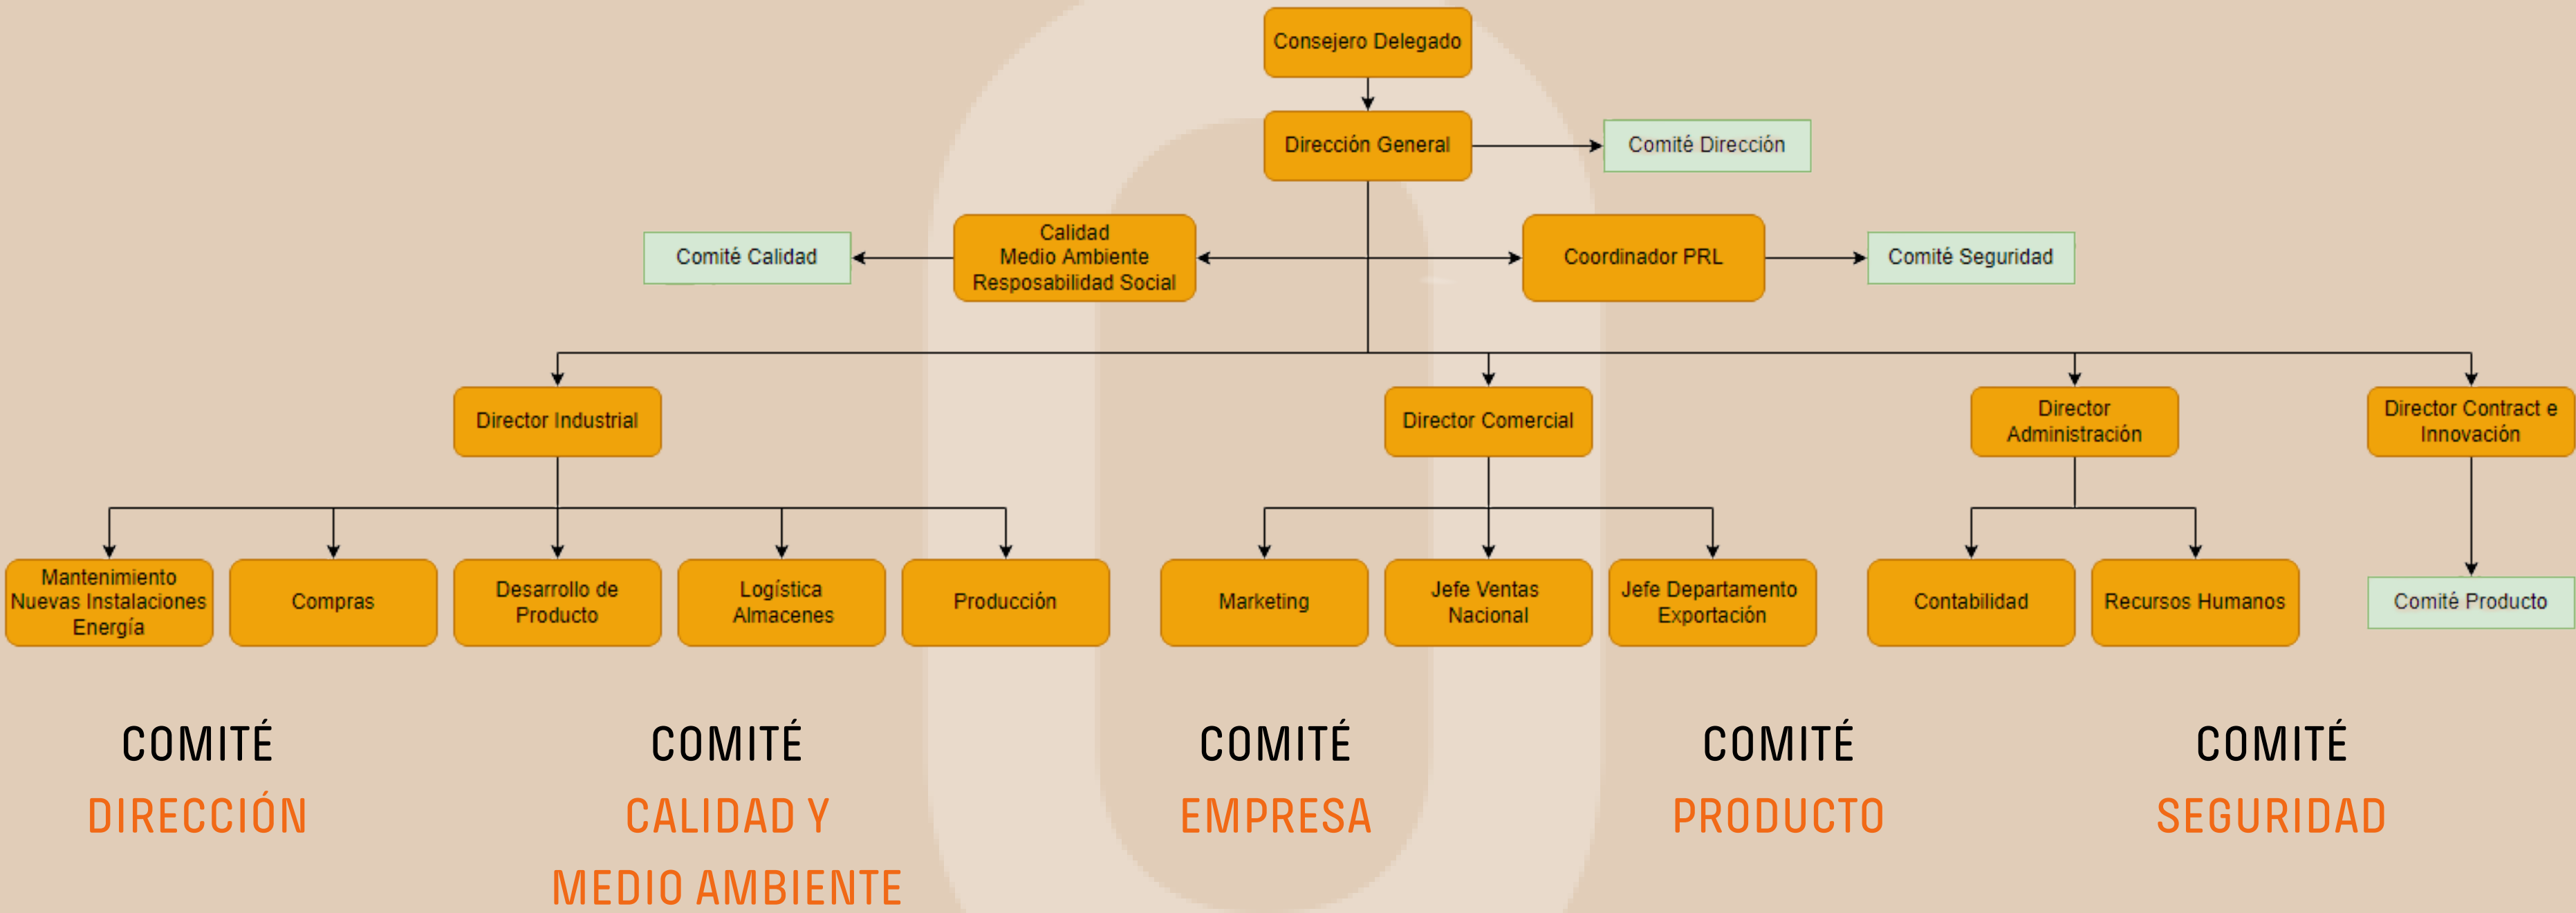 Consejero Delegado
Dirección General
Comité Dirección
Comité Calidad
Calidad
Medio Ambiente
Resposabilidad Social
Coordinador PRL
Comité Seguridad
Director Industrial
Director Comercial
Director
Administración
Director Contract e
Innovación
Mantenimiento
Nuevas Instalaciones
Energía
Compras
Desarrollo de
Producto
Logística
Almacenes
Producción
Marketing
Jefe Ventas
Nacional
Jefe Departamento
Exportación
Contabilidad
Recursos Humanos
Comité Producto
COMITÉ
DIRECCIÓN
COMITÉ
CALIDAD Y
MEDIO AMBIENTE
COMITÉ
EMPRESA
COMITÉ
PRODUCTO
COMITÉ
SEGURIDAD